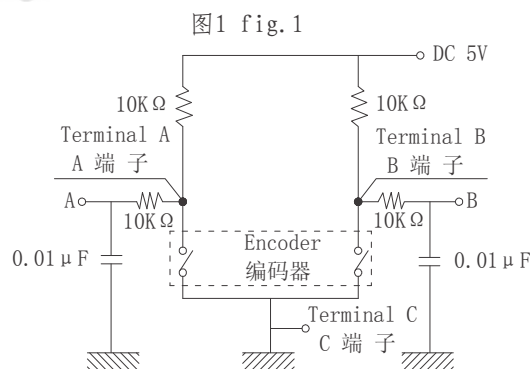 图1 fig.1
DC 5V
10KΩ
10KΩ
Terminal A
A 端 子
Terminal B
B 端 子
A
10KΩ
10KΩ
B
0.01μF
Encoder
编码器
0.01μF
Terminal C
C 端 子